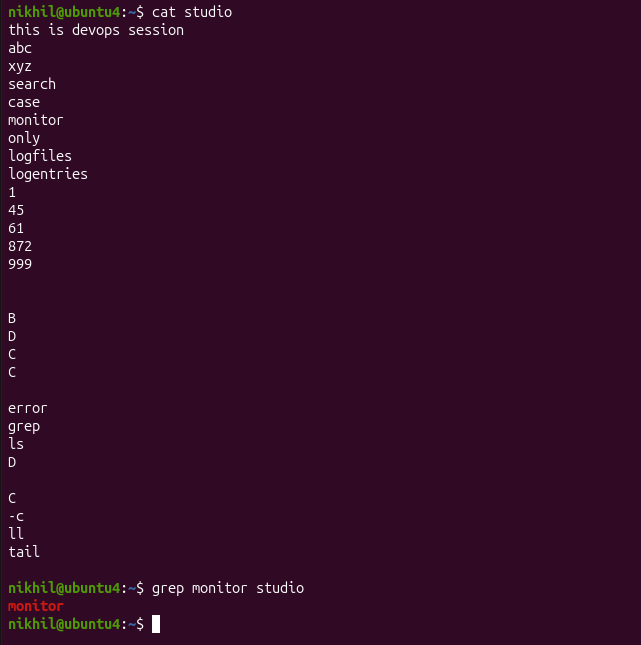 nikhil@ubuntu4:~$ cat studio
this is devops session
abc
xyz
search
case
monitor
only
logfiles
logentries
1
45
61
872
999
B
D
C
C
error
grep
ls
D
C
-c
ll
tail
nikhil@ubuntu4:~$ grep monitor studio
monitor
nikhil@ubuntu4:~$